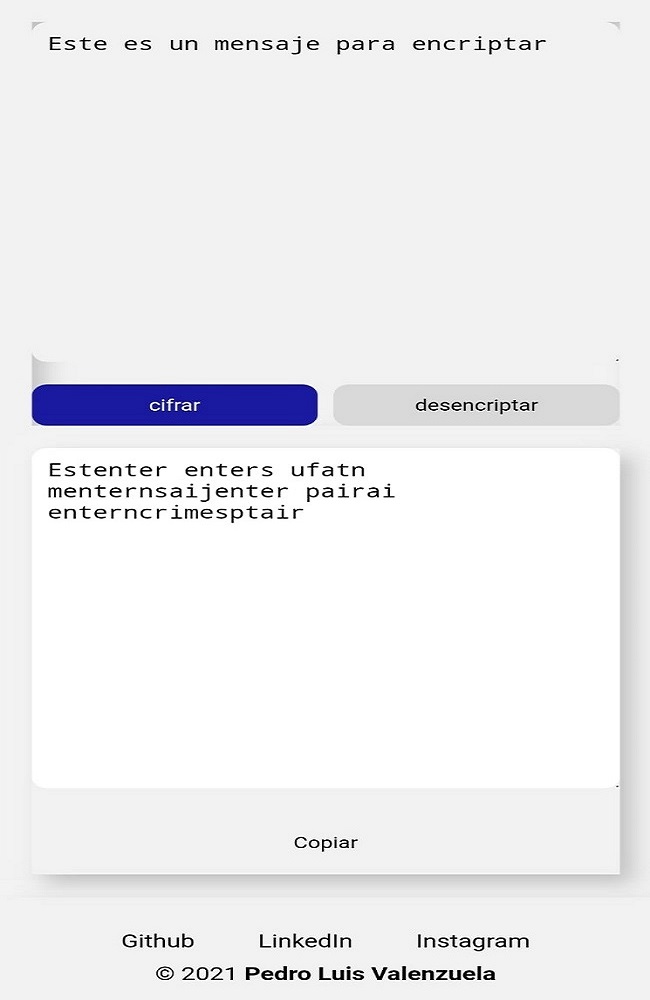 Este es un mensaje para encriptar
cifrar desencriptar
Estenter enters ufatn
menternsaijenter pairai
enterncrimesptair
Copiar
Github LinkedIn Instagram
© 2021 Pedro Luis Valenzuela